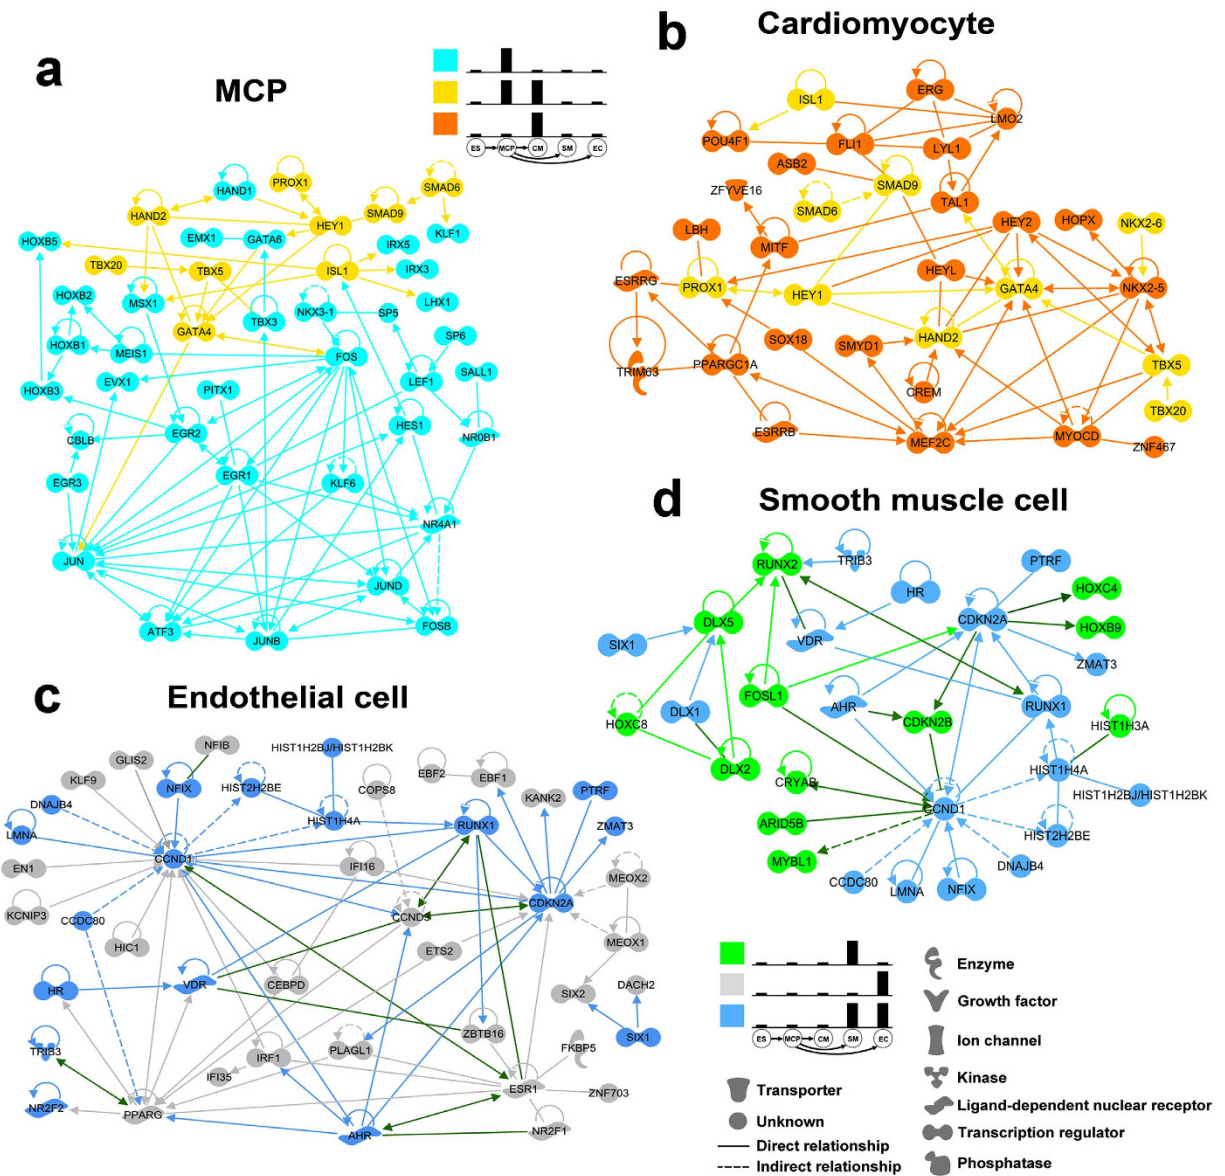 a
MCP
ES MCP CM SM EC
PROX1
HAND1
SMAD6
HAND2
SMAD9
HEY1
KLF1
HOXB5
EMX1
GATA6
IRX5
TBX20
TBX5
ISL1
IRX3
HOXB2
MSX1
LHX1
NKX3-1
SP5
TBX3
GATA4
SP6
HOXB1
MEIS1
FOS
SALL1
EVX1
PITX1
LEF1
HOXB3
HES1
CBLB
EGR2
NR0B1
EGR3
EGR1
KLF6
NR4A1
JUN
JUND
ATF3
JUNB
FOSB
b
Cardiomyocyte
ISL1
ERG
LMO2
POU4F1
FLI1
LYL1
ASB2
ZFYVE16
SMAD9
SMAD6
TAL1
LBH
MITF
HEY2
HOPX
NKX2-6
ESRRG
PROX1
HEY1
HEYL
GATA4
NKX2-5
SOX18
SMYD1
HAND2
TRIM63
PPARGC1A
TBX5
CREM
TBX20
ESRRB
MEF2C
MYOCD
ZNF467
c
Endothelial cell
NFIB
GLIS2
HIST1H2BJ/HIST1H2BK
KLF9
NFIX
HIST2H2BE
COPS8
EBF2
EBF1
KANK2
PTRF
DNAJB4
LMNA
HIST1H4A
RUNX1
ZMAT3
CCND1
EN1
IFI16
MEOX2
KCNIP3
CCDC80
CCND3
CDKN2A
HIC1
ETS2
MEOX1
HR
VDR
CEBPD
SIX2
DACH2
ZBTB16
SIX1
TRIB3
IRF1
PLAGL1
FKBP5
IFI35
ESR1
ZNF703
NR2F2
PPARG
AHR
NR2F1
d
Smooth muscle cell
RUNX2
TRIB3
PTRF
HR
HOXC4
DLX5
CDKN2A
HOXB9
SIX1
VDR
ZMAT3
FOSL1
AHR
RUNX1
HOXC8
DLX1
CDKN2B
HIST1H3A
DLX2
HIST1H4A
CRYAB
CCND1
HIST1H2BJ/HIST1H2BK
ARID5B
HIST2H2BE
MYBL1
DNAJB4
CCDC80
LMNA
NFIX
ES MCP CM SM EC
Transporter
Unknown
Direct relationship
Indirect relationship
Enzyme
Growth factor
Ion channel
Kinase
Ligand-dependent nuclear receptor
Transcription regulator
Phosphatase